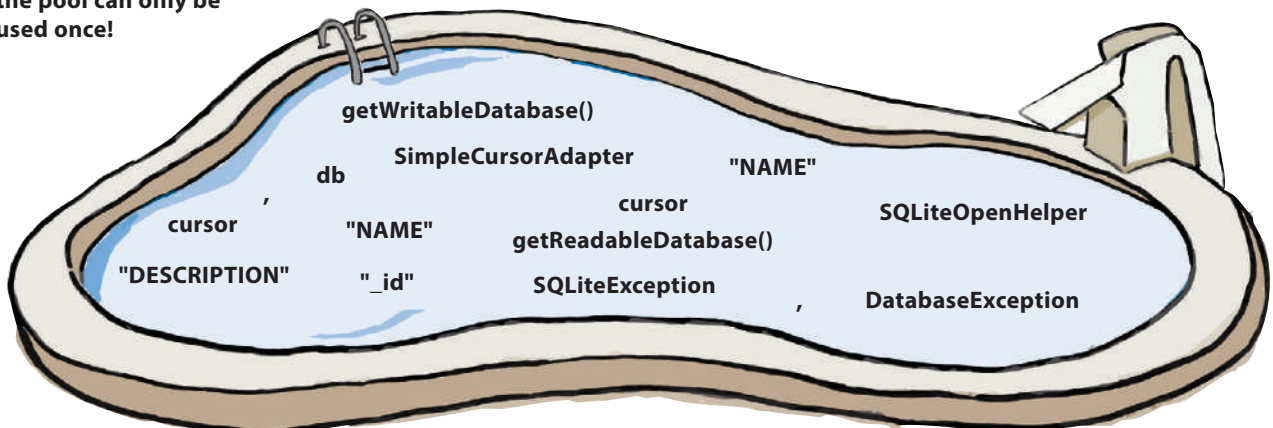 the pool can only be
used once!
getWritableDatabase()
SimpleCursorAdapter
"NAME"
db
,
cursor
cursor
"NAME"
SQLiteOpenHelper
getReadableDatabase()
"DESCRIPTION"
"_id"
SQLiteException
,
DatabaseException